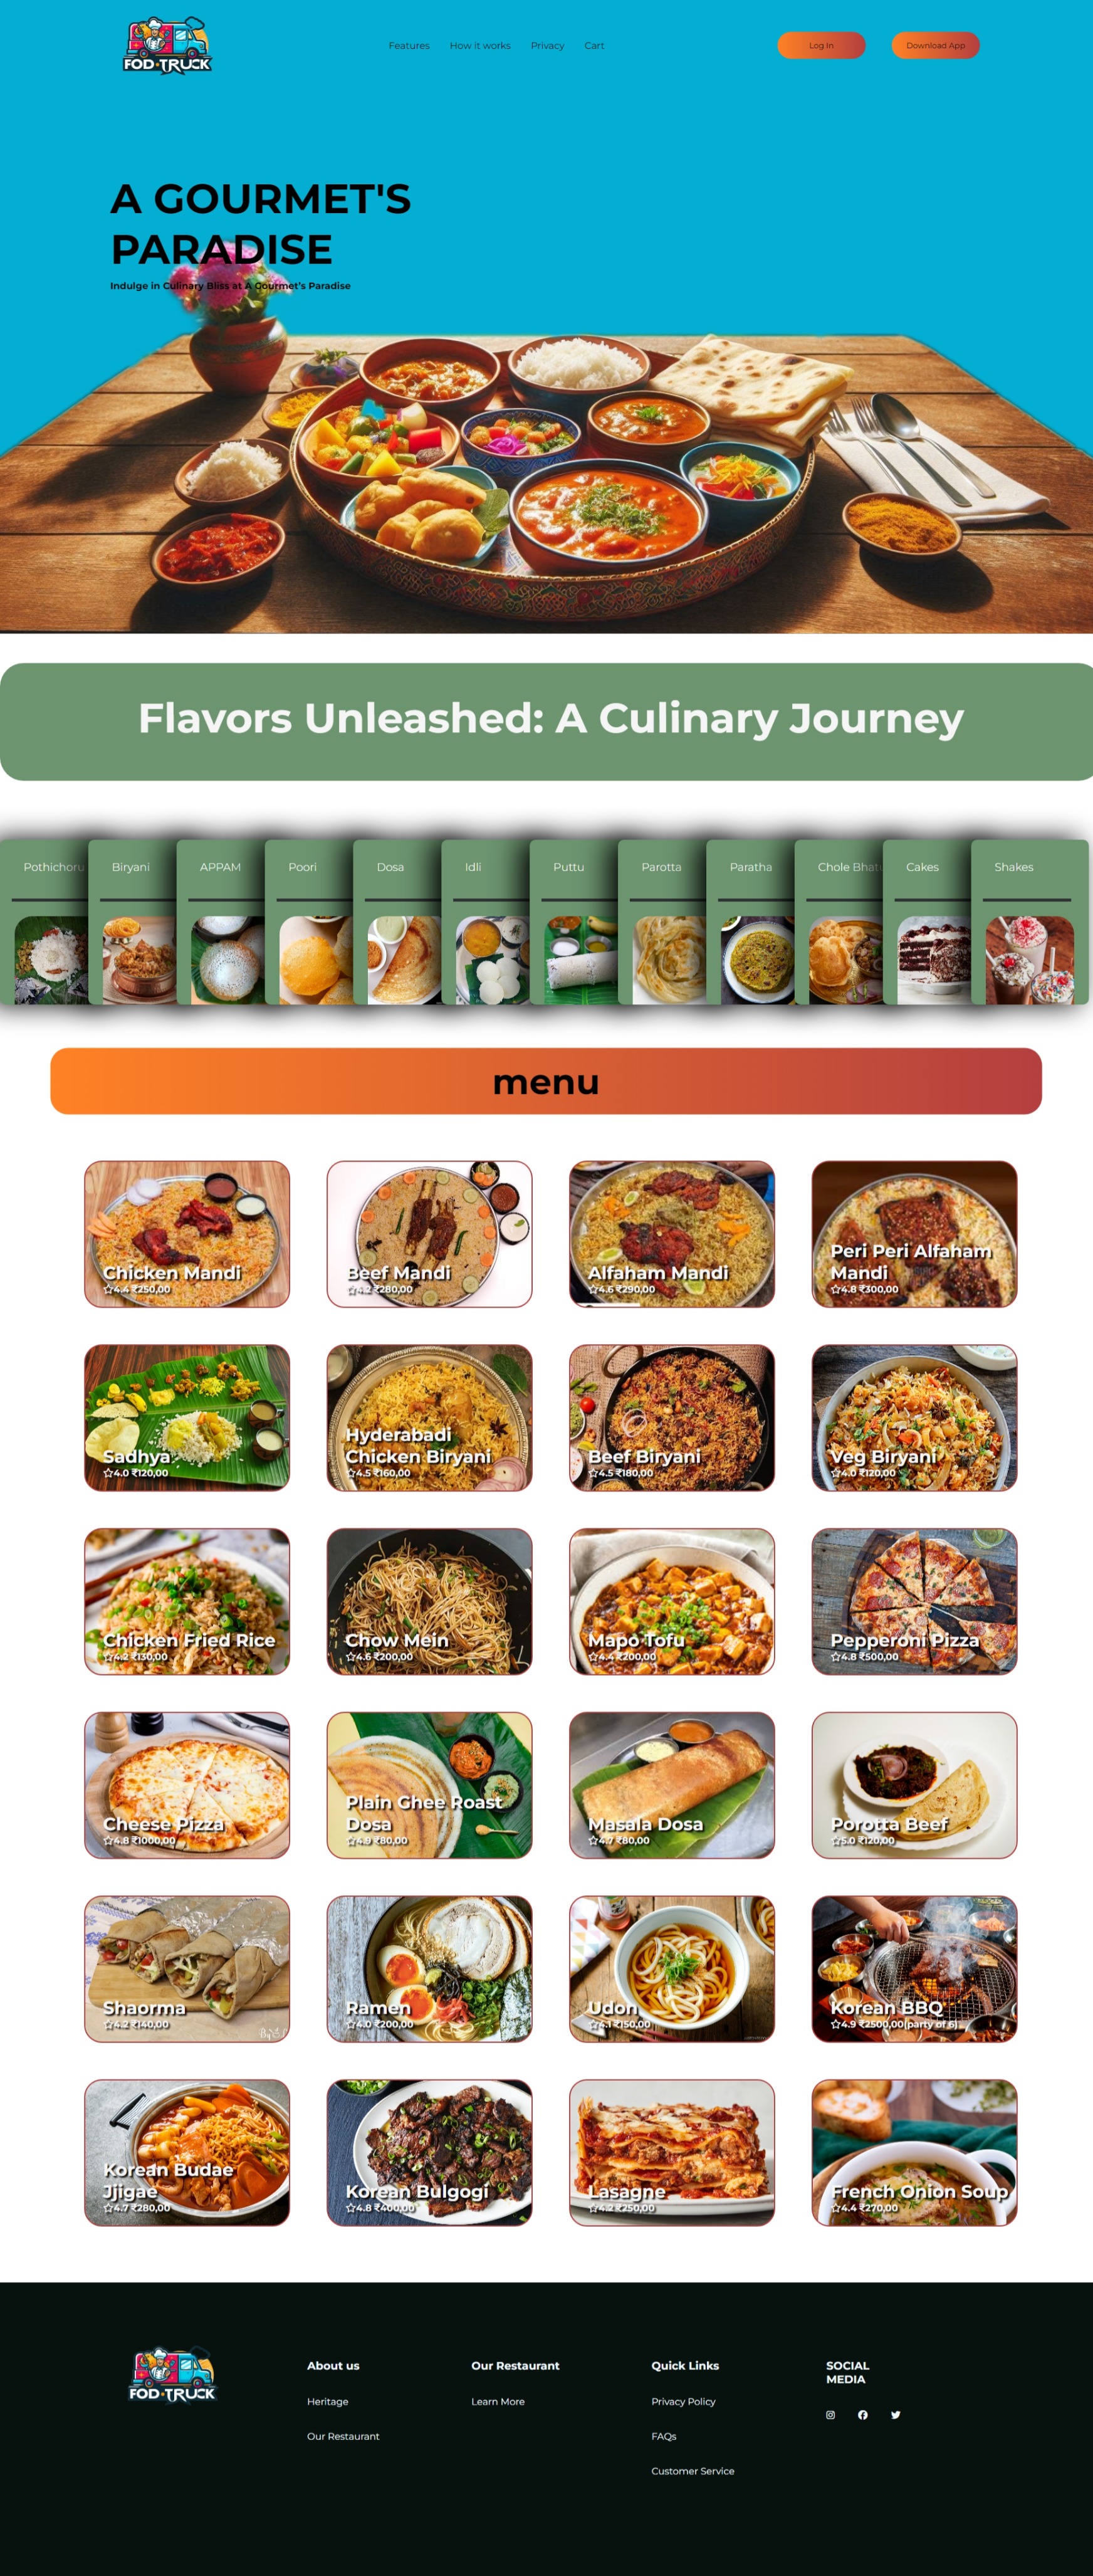 FOD·TRUCK
Features
How it works
Privacy
Cart
Log In
Download App
A GOURMET'S
PARADISE
Indulge in Culinary Bliss at A Gourmet's Paradise
Flavors Unleashed: A Culinary Journey
Pothichoru
Biryani
APPAM
Poori
Dosa
Idli
Puttu
Parotta
Paratha
Chole Bhatu
Cakes
Shakes
menu
Chicken Mandi
☆4.4 ₹250,00
Beef Mandi
☆4.2 ₹280,00
Alfaham Mandi
☆4.6 ₹290,00
Peri Peri Alfaham
Mandi
☆4.8 ₹300,00
Sadhya
☆4.0 ₹120,00
Hyderabadi
Chicken Biryani
☆4.5 ₹160,00
Beef Biryani
☆4.5 ₹180,00
Veg Biryani
☆4.0 ₹120,00
Chicken Fried Rice
☆4.2 ₹130,00
Chow Mein
☆4.6 ₹200,00
Mapo Tofu
☆4.4 ₹200,00
Pepperoni Pizza
☆4.8 ₹500,00
Cheese Pizza
☆4.8 ₹1000,00
Plain Ghee Roast
Dosa
☆4.9 ₹80,00
Masala Dosa
☆4.7 ₹80,00
Porotta Beef
☆5.0 ₹120,00
Shaorma
☆4.2 ₹140,00
Ramen
☆4.0 ₹200,00
Udon
☆4.1 ₹150,00
Korean BBQ
☆4.9 ₹2500,00(party of 6)
Korean Budae
Jjigae
☆4.7 ₹280,00
Korean Bulgogi
☆4.8 ₹400,00
Lasagne
☆4.2 ₹250,00
French Onion Soup
☆4.4 ₹270,00
FOD·TRUCK
About us
Heritage
Our Restaurant
Our Restaurant
Learn More
Quick Links
Privacy Policy
FAQs
Customer Service
SOCIAL
MEDIA